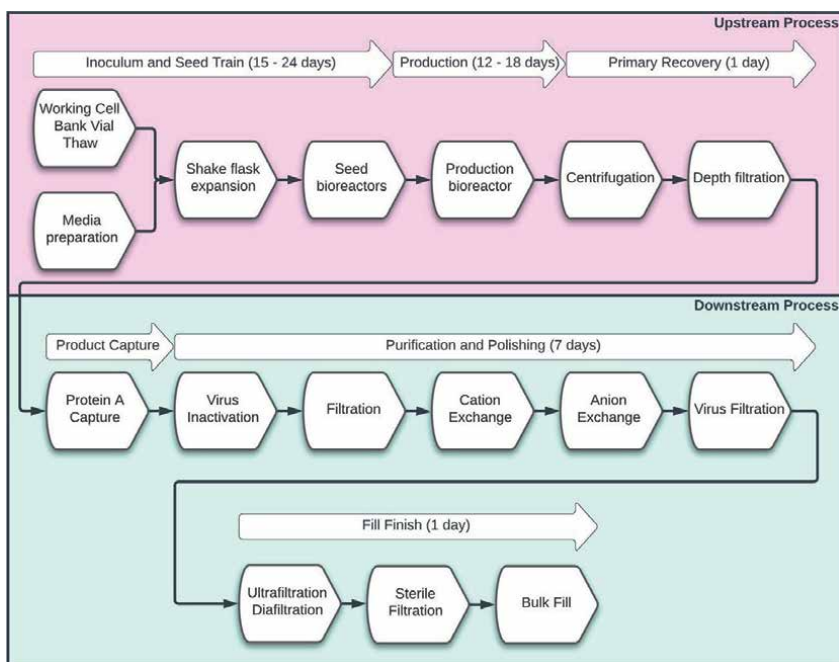 Upstream Process
Inoculum and Seed Train (15 - 24 days)
Production (12 - 18 days)
Primary Recovery (1 day)
Working Cell
Bank Vial
Thaw
Media
preparation
Shake flask
expansion
Seed
bioreactors
Production
bioreactor
Centrifugation
Depth filtration
Downstream Process
Product Capture
Purification and Polishing (7 days)
Protein A
Capture
Virus
Inactivation
Filtration
Cation
Exchange
Anion
Exchange
Virus Filtration
Fill Finish (1 day)
Ultrafiltration
Diafiltration
Sterile
Filtration
Bulk Fill